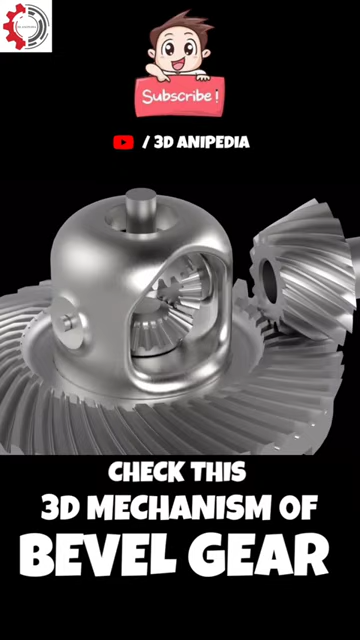 Subscribe!
/ 3D ANIPEDIA
CHECK THIS
3D MECHANISM OF
BEVEL GEAR